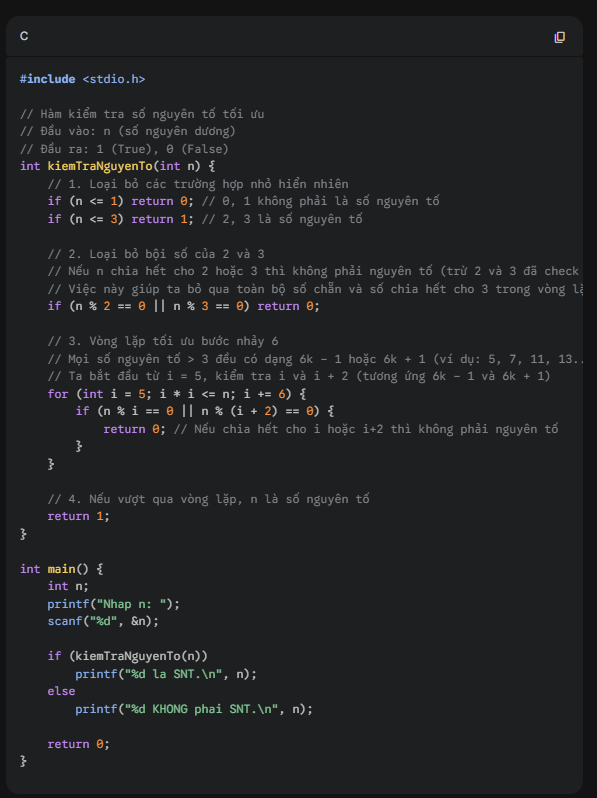 C
#include <stdio.h>
// Hàm kiểm tra số nguyên tố tối ưu
// Đầu vào: n (số nguyên dương)
// Đầu ra: 1 (True), 0 (False)
int kiemTraNguyenTo(int n) {
    // 1. Loại bỏ các trường hợp nhỏ hiển nhiên
    if (n <= 1) return 0; // 0, 1 không phải là số nguyên tố
    if (n <= 3) return 1; // 2, 3 là số nguyên tố
    // 2. Loại bỏ bội số của 2 và 3
    // Nếu n chia hết cho 2 hoặc 3 thì không phải nguyên tố (trừ 2 và 3 đã check
    // Việc này giúp ta bỏ qua toàn bộ số chẵn và số chia hết cho 3 trong vòng
    if (n % 2 == 0 || n % 3 == 0) return 0;
    // 3. Vòng lặp tối ưu bước nhảy 6
    // Mọi số nguyên tố > 3 đều có dạng 6k - 1 hoặc 6k + 1 (ví dụ: 5, 7, 11, 13..
    // Ta bắt đầu từ i = 5, kiểm tra i và i + 2 (tương ứng 6k - 1 và 6k + 1)
    for (int i = 5; i * i <= n; i += 6) {
        if (n % i == 0 || n % (i + 2) == 0) {
            return 0; // Nếu chia hết cho i hoặc i+2 thì không phải nguyên tố
        }
    }
    // 4. Nếu vượt qua vòng lặp, n là số nguyên tố
    return 1;
}
int main() {
    int n;
    printf("Nhap n: ");
    scanf("%d", &n);
    if (kiemTraNguyenTo(n))
        printf("%d la SNT.\n", n);
    else
        printf("%d KHONG phai SNT.\n", n);
    return 0;
}